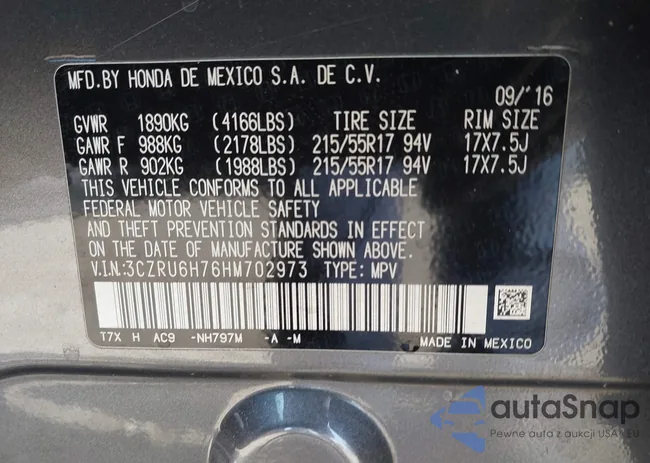 MFD.BY HONDA DE MEXICO S.A. DE C.V.
09/'16
GVWR 1890KG (4166LBS) TIRE SIZE RIM SIZE
GAWR F 988KG (2178LBS) 215/55R17 94V 17X7.5J
GAWR R 902KG (1988LBS) 215/55R17 94V 17X7.5J
THIS VEHICLE CONFORMS TO ALL APPLICABLE
FEDERAL MOTOR VEHICLE SAFETY
AND THEFT PREVENTION STANDARDS IN EFFECT
ON THE DATE OF MANUFACTURE SHOWN ABOVE.
V.I.N:3CZRU6H76HM702973 TYPE: MPV
T7X H AC9 -NH797M -A -M MADE IN MEXICO
autaSnap
Pewne auta z aukcji USA i EU